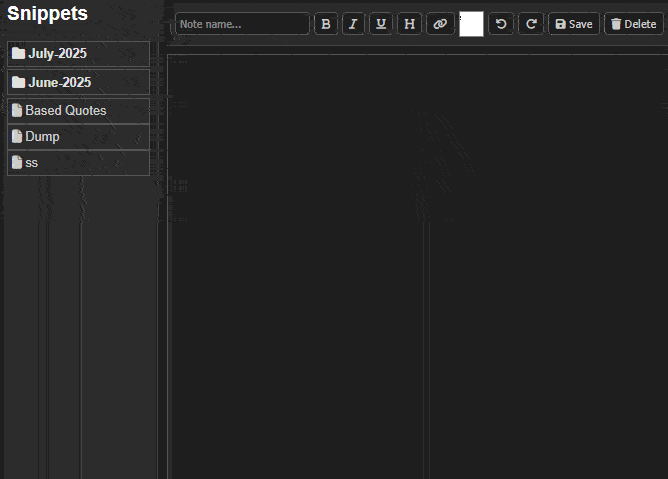 Snippets
Note name...
B I U H Save Delete
July-2025
June-2025
Based Quotes
Dump
ss